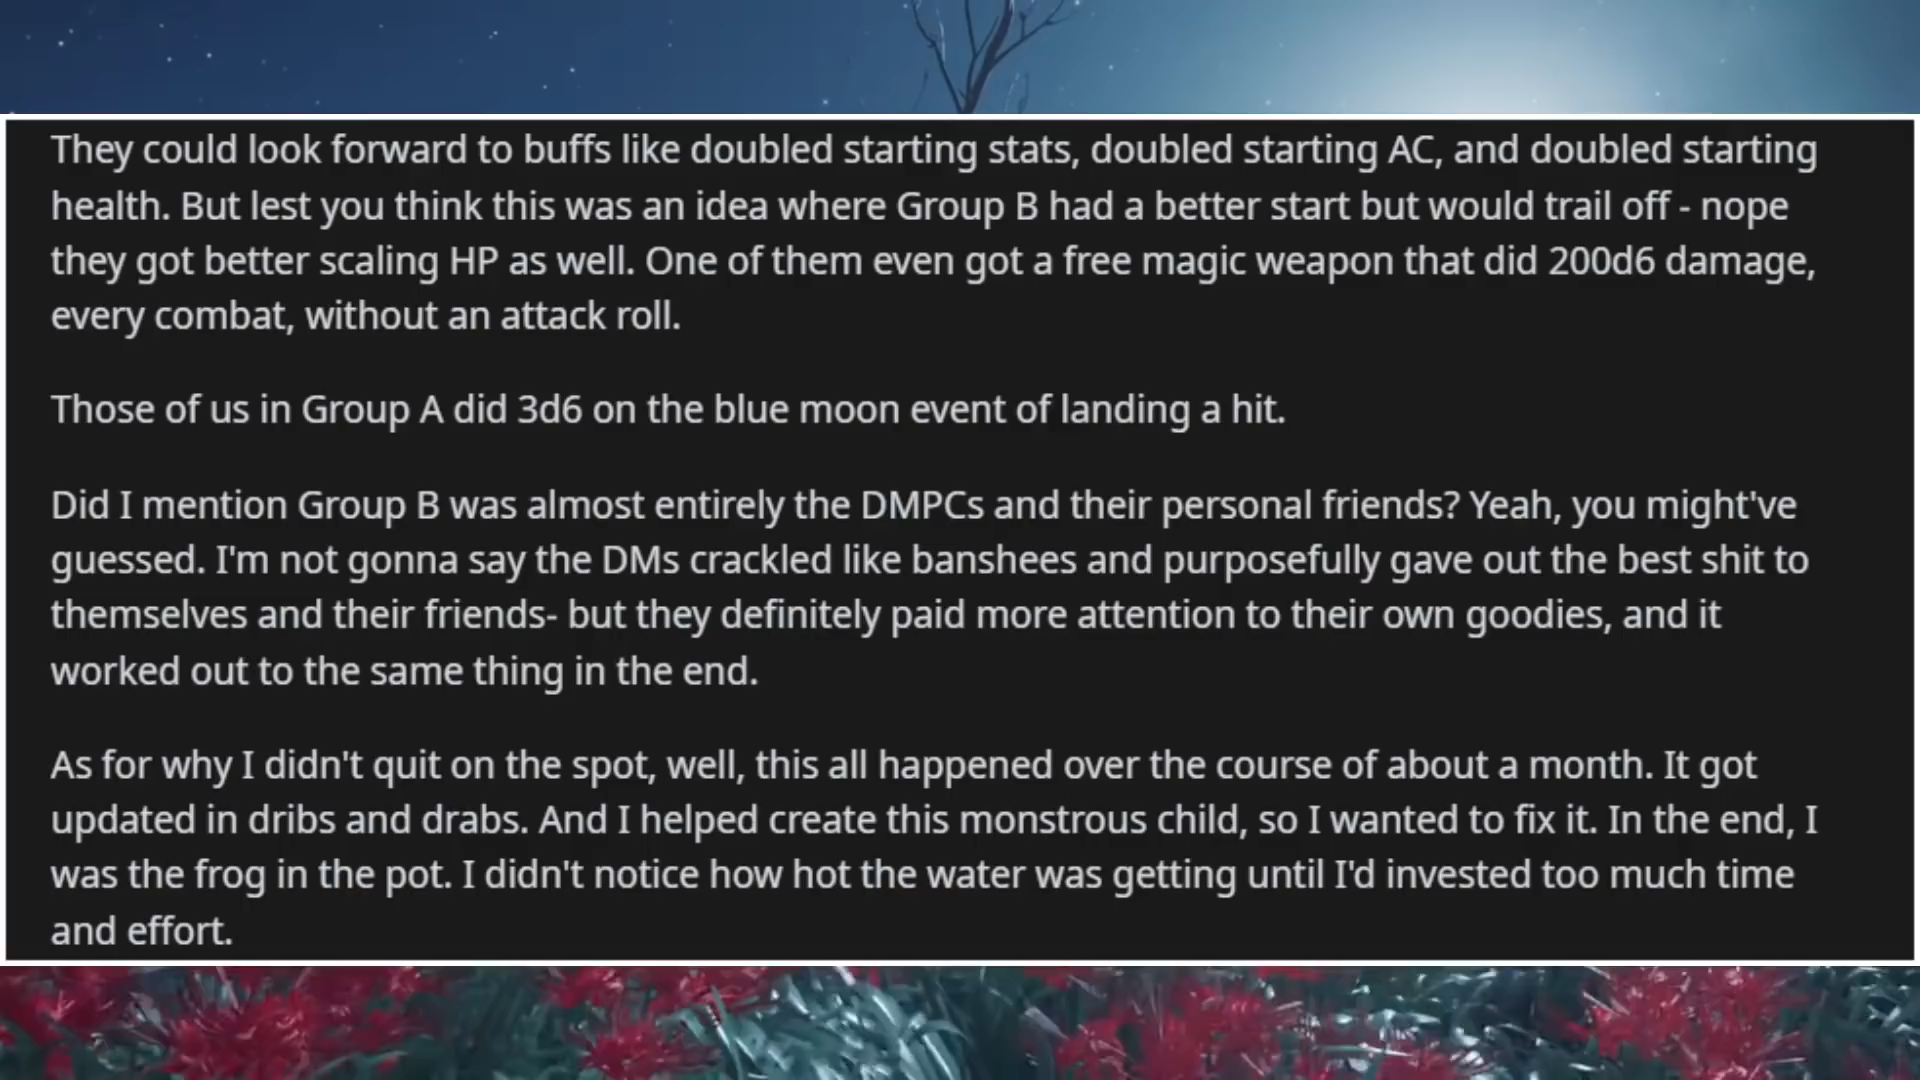 They could look forward to buffs like doubled starting stats, doubled starting AC, and doubled starting
health. But lest you think this was an idea where Group B had a better start but would trail off - nope
they got better scaling HP as well. One of them even got a free magic weapon that did 200d6 damage,
every combat, without an attack roll.
Those of us in Group A did 3d6 on the blue moon event of landing a hit.
Did I mention Group B was almost entirely the DMPCs and their personal friends? Yeah, you might've
guessed. I'm not gonna say the DMs crackled like banshees and purposefully gave out the best shit to
themselves and their friends- but they definitely paid more attention to their own goodies, and it
worked out to the same thing in the end.
As for why I didn't quit on the spot, well, this all happened over the course of about a month. It got
updated in dribs and drabs. And I helped create this monstrous child, so I wanted to fix it. In the end, I
was the frog in the pot. I didn't notice how hot the water was getting until I'd invested too much time
and effort.